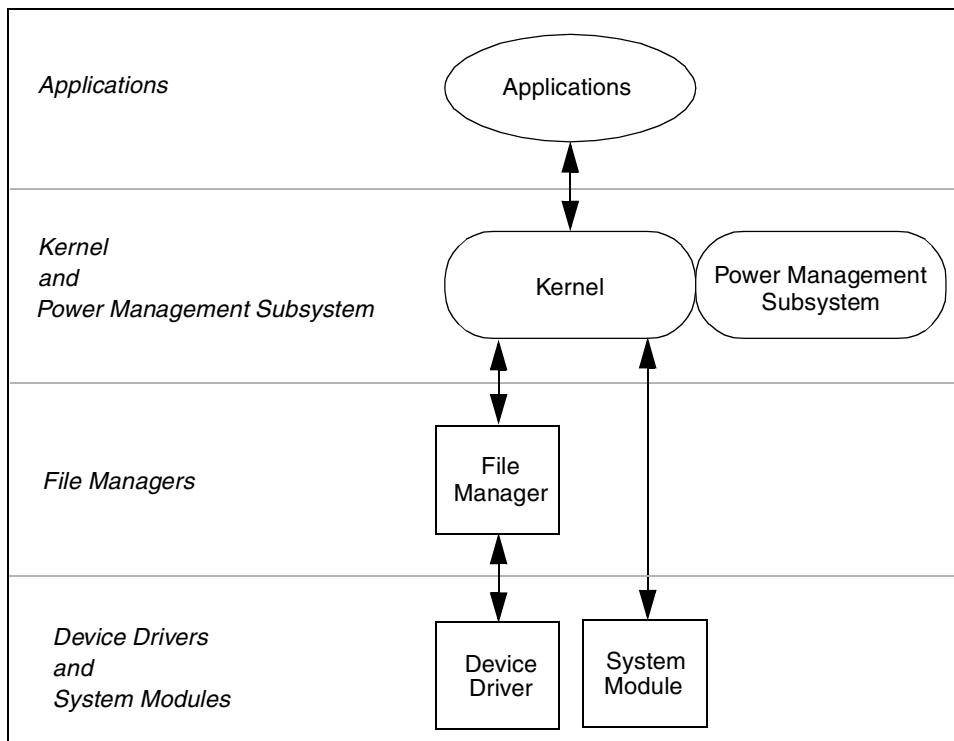 Applications
Applications
Kernel
and
Power Management Subsystem
Kernel
Power Management
Subsystem
File Managers
File
Manager
Device Drivers
and
System Modules
Device
Driver
System
Module